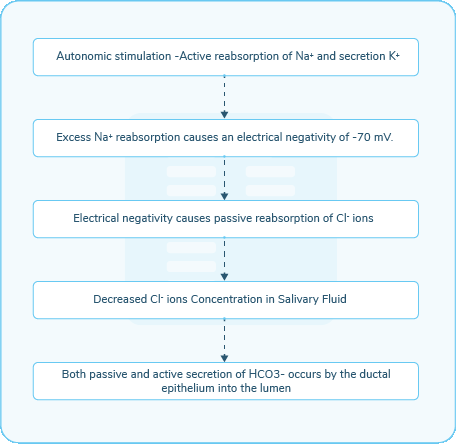 Autonomic stimulation -Active reabsorption of Na⁺ and secretion K⁺
Excess Na⁺ reabsorption causes an electrical negativity of -70 mV.
Electrical negativity causes passive reabsorption of Cl⁻ ions
Decreased Cl⁻ ions Concentration in Salivary Fluid
Both passive and active secretion of HCO3- occurs by the ductal
epithelium into the lumen